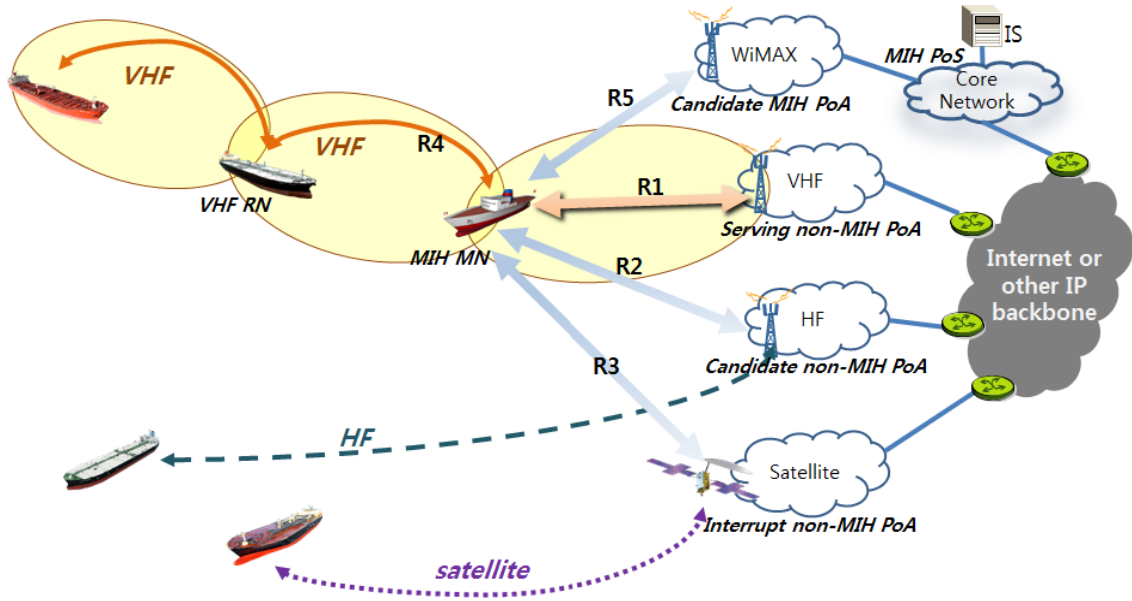 IS
WiMAX
MIH PoS
VHF
Core
Network
R5
Candidate MIH PoA
VHF
R4
VHF
R1
VHF RN
Serving non-MIH PoA
MIH MN
R2
Internet or
other IP
backbone
HF
R3
Candidate non-MIH PoA
HF
Satellite
Interrupt non-MIH PoA
satellite